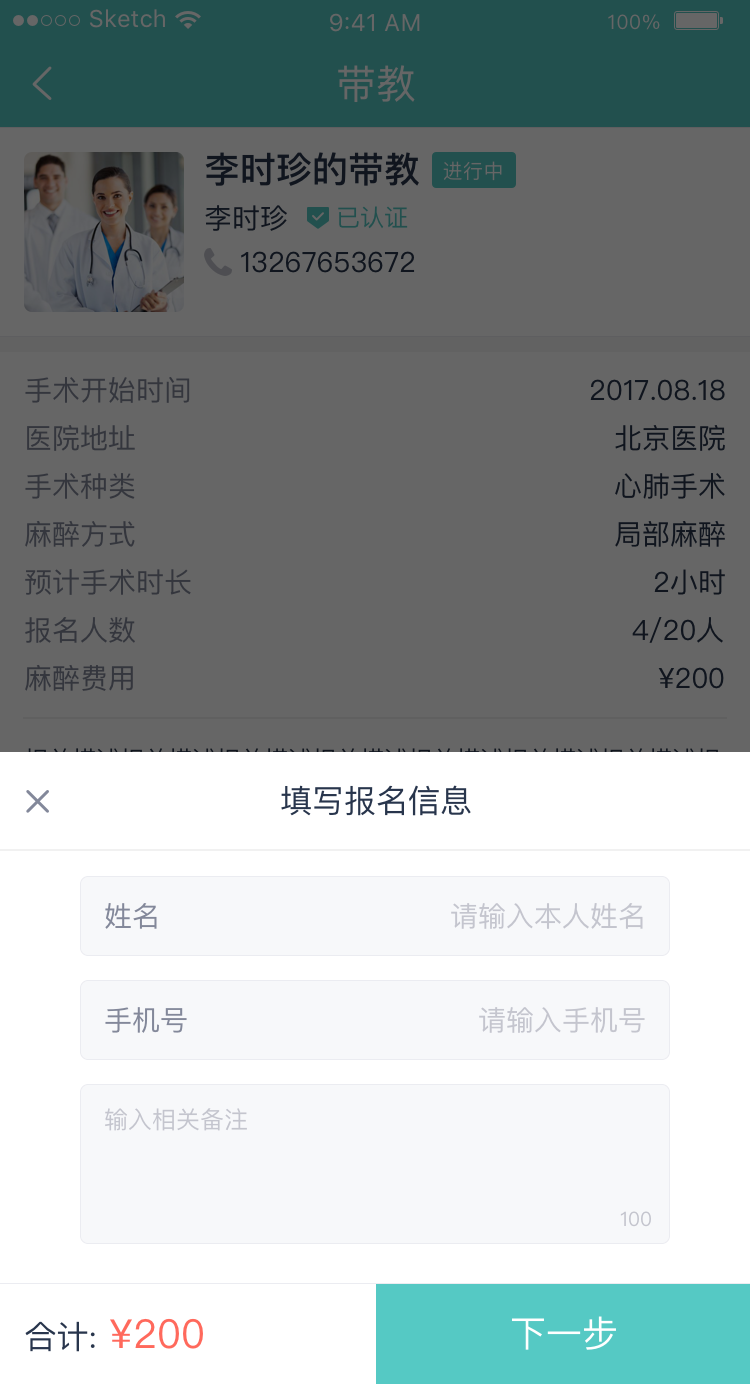 Sketch 9:41 AM 100%
带教
李时珍的带教 进行中
李时珍 已认证
13267653672
手术开始时间 2017.08.18
医院地址 北京医院
手术种类 心肺手术
麻醉方式 局部麻醉
预计手术时长 2小时
报名人数 4/20人
麻醉费用 ¥200
填写报名信息
姓名 请输入本人姓名
手机号 请输入手机号
输入相关备注
100
合计: ¥200 下一步